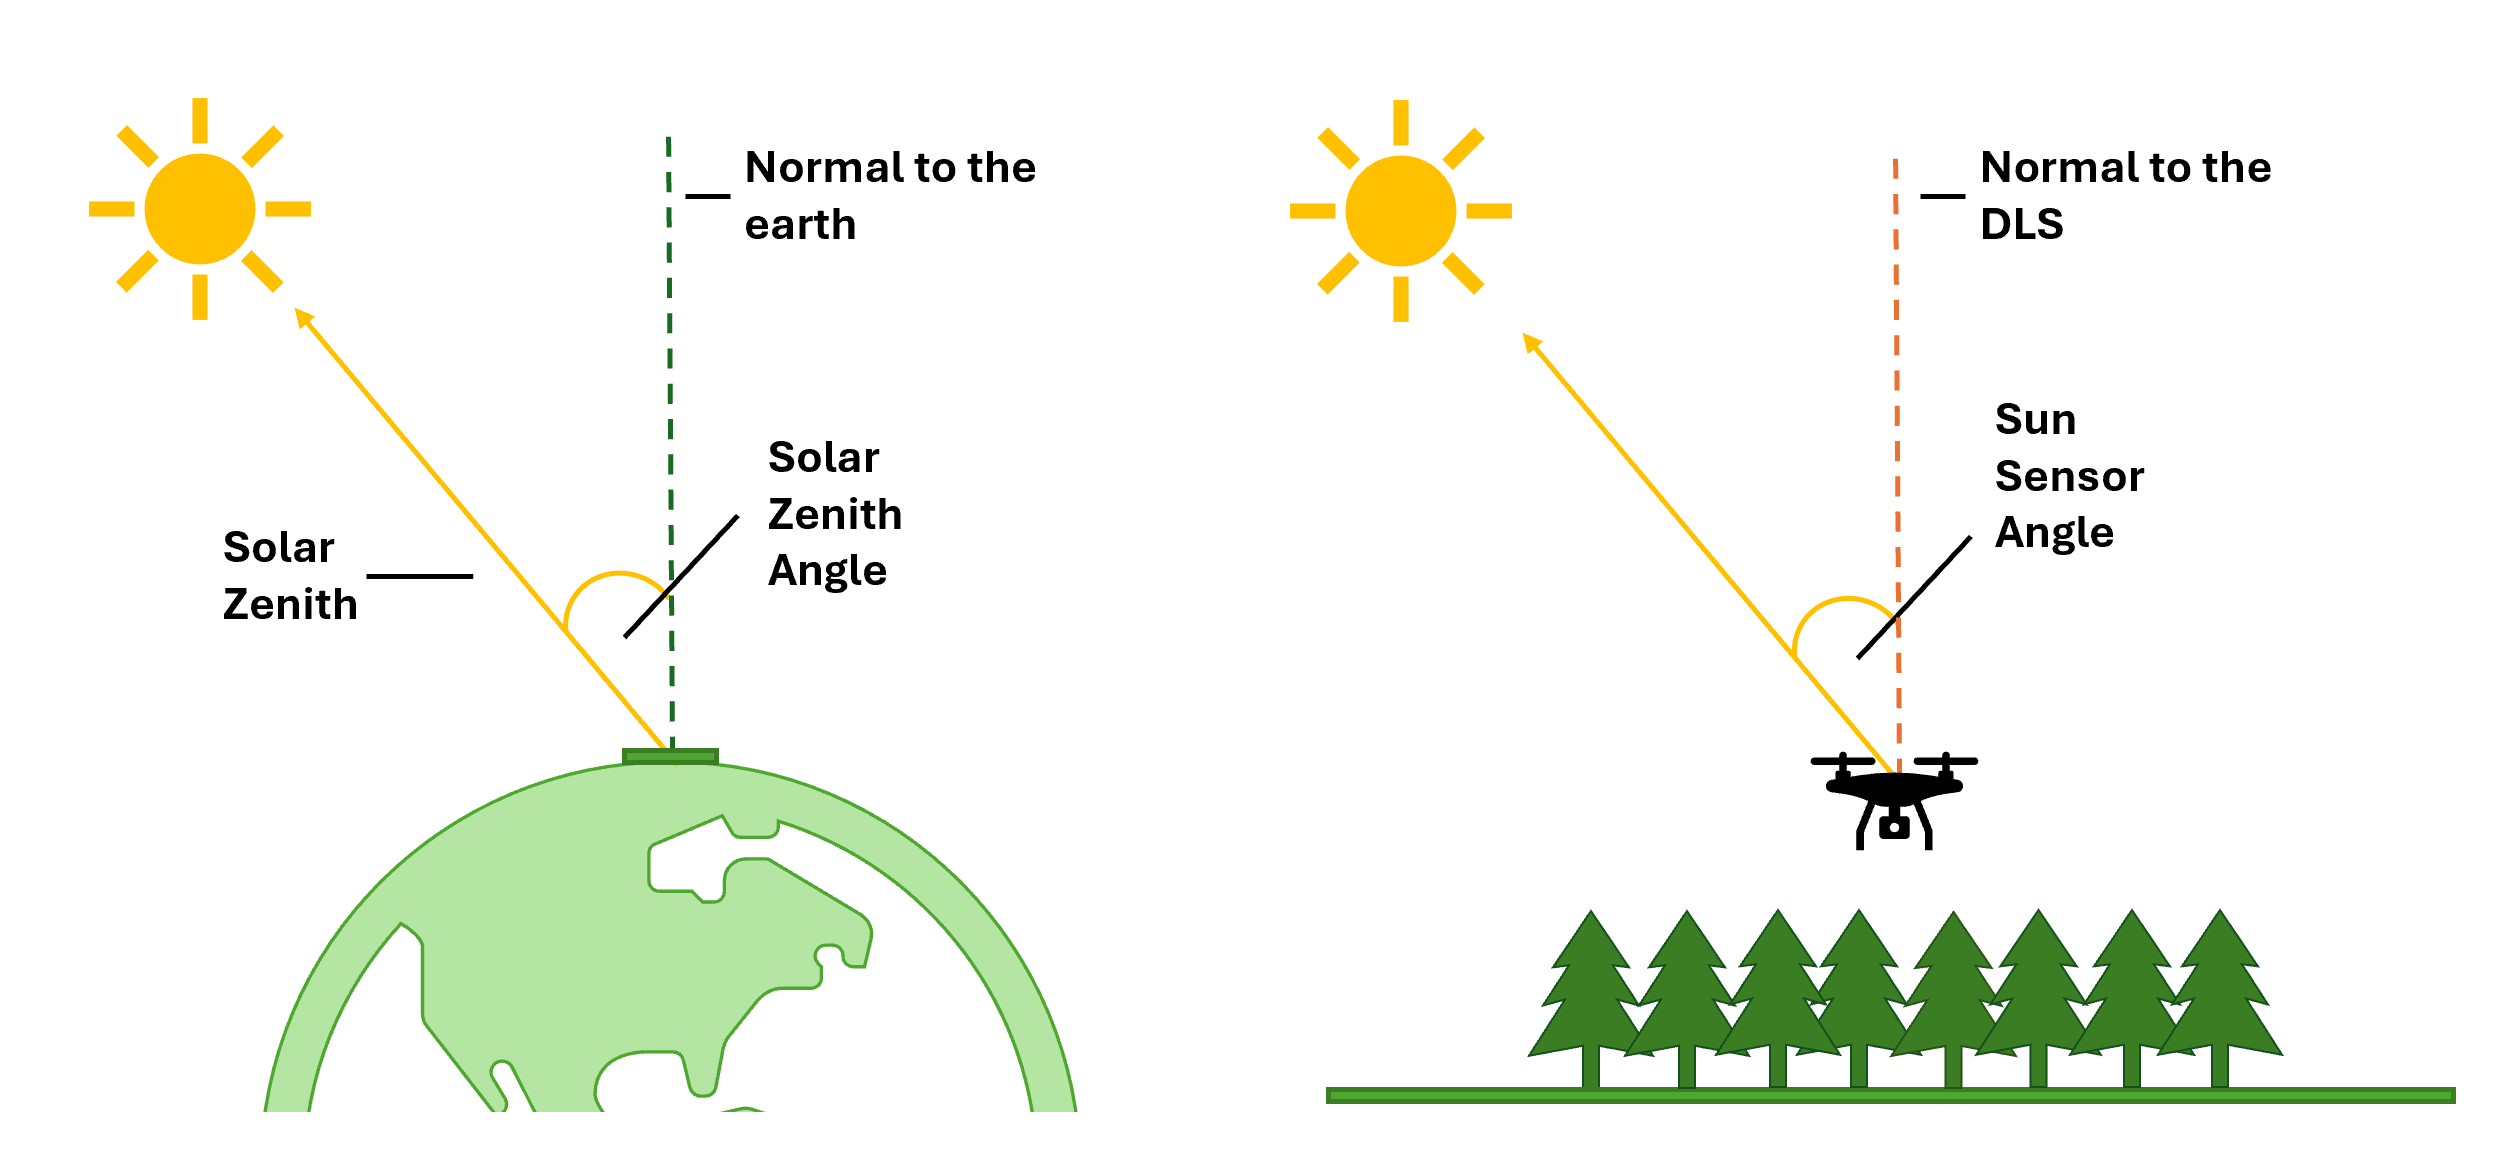 Normal to the
earth
Solar
Zenith
Angle
Solar
Zenith
Normal to the
DLS
Sun
Sensor
Angle